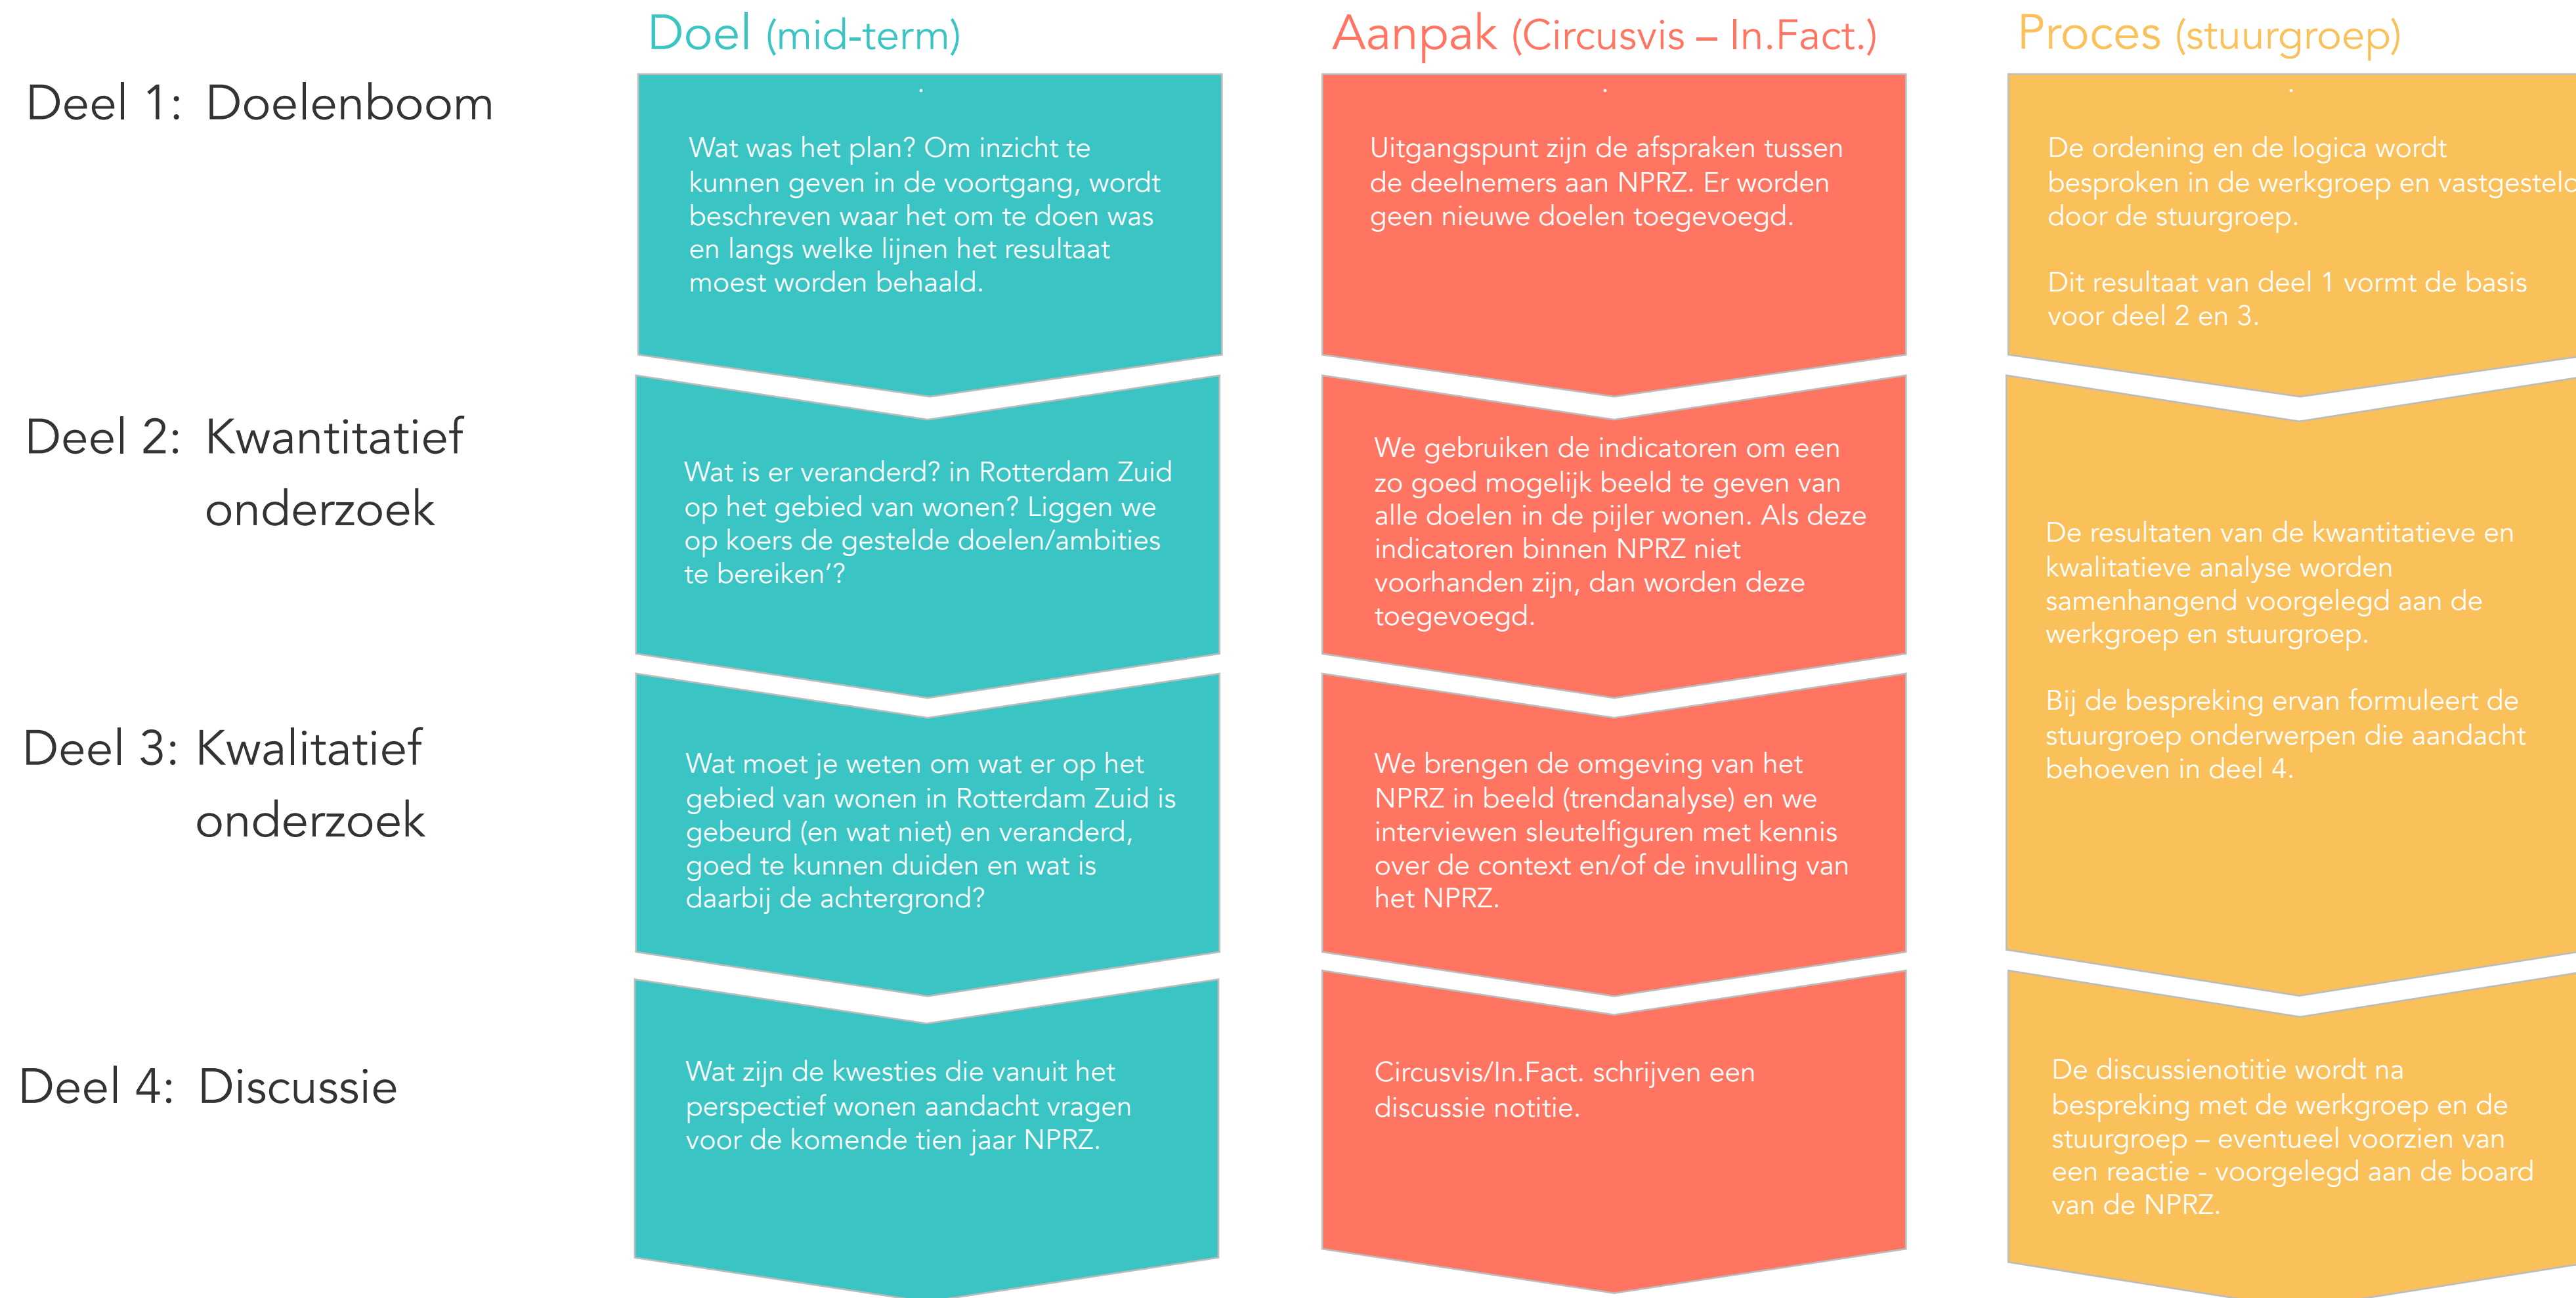 Doel (mid-term)
Aanpak (Circusvis – In.Fact.)
Proces (stuurgroep)
Deel 1: Doelenboom
.
Wat was het plan? Om inzicht te
kunnen geven in de voortgang, wordt
beschreven waar het om te doen was
en langs welke lijnen het resultaat
moest worden behaald.
.
Uitgangspunt zijn de afspraken tussen
de deelnemers aan NPRZ. Er worden
geen nieuwe doelen toegevoegd.
.
De ordening en de logica wordt
besproken in de werkgroep en vastgesteld
door de stuurgroep.
Dit resultaat van deel 1 vormt de basis
voor deel 2 en 3.
Deel 2: Kwantitatief
onderzoek
Wat is er veranderd? in Rotterdam Zuid
op het gebied van wonen? Liggen we
op koers de gestelde doelen/ambities
te bereiken’?
We gebruiken de indicatoren om een
zo goed mogelijk beeld te geven van
alle doelen in de pijler wonen. Als deze
indicatoren binnen NPRZ niet
voorhanden zijn, dan worden deze
toegevoegd.
De resultaten van de kwantitatieve en
kwalitatieve analyse worden
samenhangend voorgelegd aan de
werkgroep en stuurgroep.
Bij de bespreking ervan formuleert de
stuurgroep onderwerpen die aandacht
behoeven in deel 4.
Deel 3: Kwalitatief
onderzoek
Wat moet je weten om wat er op het
gebied van wonen in Rotterdam Zuid is
gebeurd (en wat niet) en veranderd,
goed te kunnen duiden en wat is
daarbij de achtergrond?
We brengen de omgeving van het
NPRZ in beeld (trendanalyse) en we
interviewen sleutelfiguren met kennis
over de context en/of de invulling van
het NPRZ.
Deel 4: Discussie
Wat zijn de kwesties die vanuit het
perspectief wonen aandacht vragen
voor de komende tien jaar NPRZ.
Circusvis/In.Fact. schrijven een
discussie notitie.
De discussienotitie wordt na
bespreking met de werkgroep en de
stuurgroep – eventueel voorzien van
een reactie - voorgelegd aan de board
van de NPRZ.